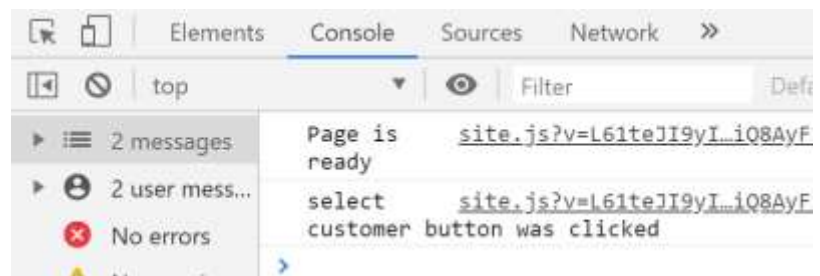 Elements Console Sources Network »
top Filter Defa
2 messages
Page is site.js?v=L61teJI9yI…iQ8AyF
ready
2 user mess...
select site.js?v=L61teJI9yI…iQ8AyF
customer button was clicked
No errors